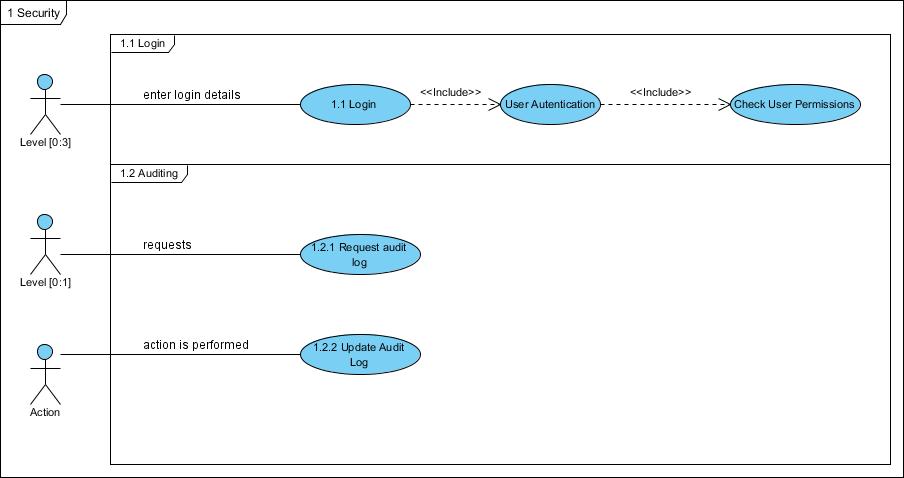 1 Security
1.1 Login
enter login details
1.1 Login
<<Include>>
User Autentication
<<Include>>
Check User Permissions
Level [0:3]
1.2 Auditing
requests
1.2.1 Request audit
log
Level [0:1]
action is performed
1.2.2 Update Audit
Log
Action